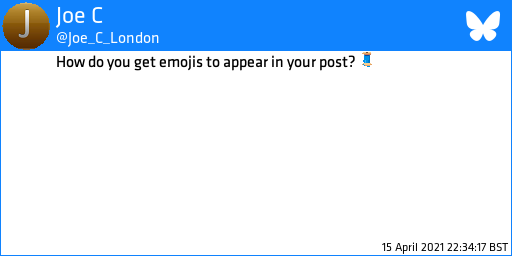 J
Joe C
@Joe_C_London
How do you get emojis to appear in your post? 🧵
15 April 2021 22:34:17 BST